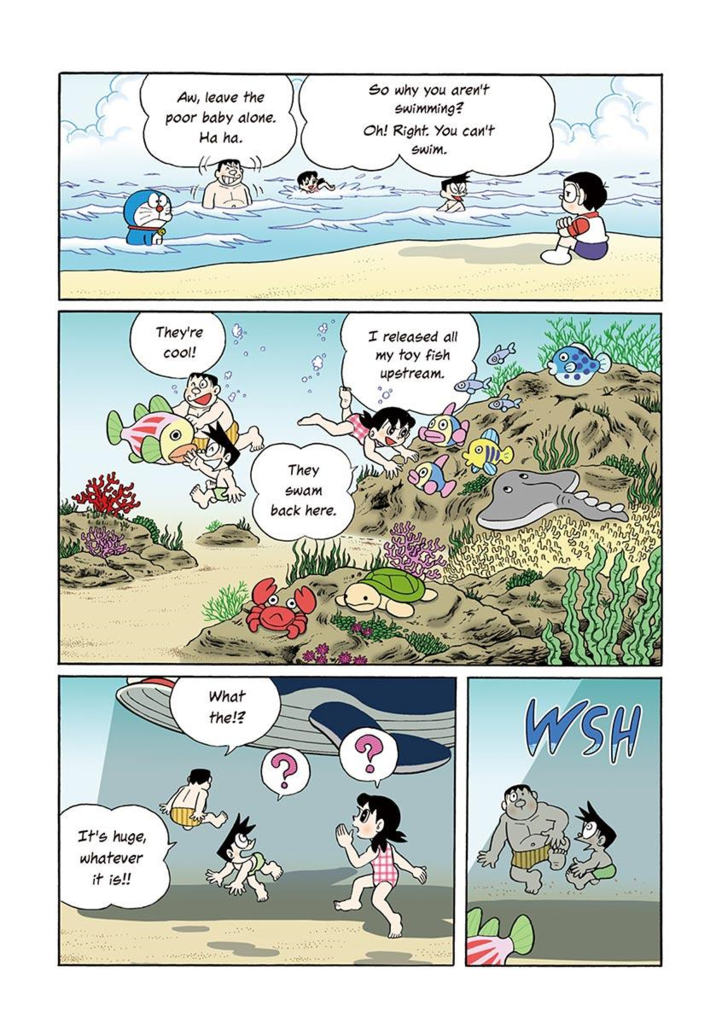 Aw, leave the
poor baby alone.
Ha ha.
So why you aren't
swimming?
Oh! Right. You can't
swim.
They're
cool!
I released all
my toy fish
upstream.
They
swam
back here.
What
the!?
?
?
It's huge,
whatever
it is!!
WSH